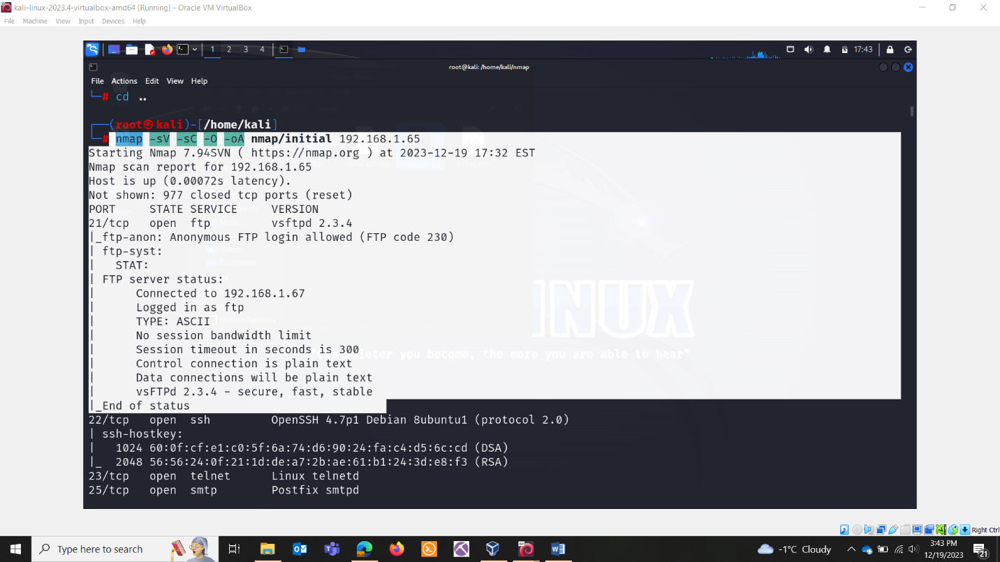 kali-linux-2023.4-virtualbox-amd64 [Running] - Oracle VM VirtualBox
File Machine View Input Devices Help
1 2 3 4 17:43
root@kali: /home/kali/nmap
File Actions Edit View Help
└─# cd ..
┌──(root㉿kali)-[/home/kali]
└─# nmap -sV -sC -O -oA nmap/initial 192.168.1.65
Starting Nmap 7.94SVN ( https://nmap.org ) at 2023-12-19 17:32 EST
Nmap scan report for 192.168.1.65
Host is up (0.00072s latency).
Not shown: 977 closed tcp ports (reset)
PORT STATE SERVICE VERSION
21/tcp open ftp vsftpd 2.3.4
|_ftp-anon: Anonymous FTP login allowed (FTP code 230)
| ftp-syst:
| STAT:
| FTP server status:
| Connected to 192.168.1.67
| Logged in as ftp
| TYPE: ASCII
| No session bandwidth limit
| Session timeout in seconds is 300
| Control connection is plain text
| Data connections will be plain text
| vsFTPd 2.3.4 - secure, fast, stable
|_End of status
22/tcp open ssh OpenSSH 4.7p1 Debian 8ubuntu1 (protocol 2.0)
| ssh-hostkey:
| 1024 60:0f:cf:e1:c0:5f:6a:74:d6:90:24:fa:c4:d5:6c:cd (DSA)
|_ 2048 56:56:24:0f:21:1d:de:a7:2b:ae:61:b1:24:3d:e8:f3 (RSA)
23/tcp open telnet Linux telnetd
25/tcp open smtp Postfix smtpd
INUX
you become, the more you are able to hear"
Right Ctrl
Type here to search
-1°C Cloudy
3:43 PM
12/19/2023
21